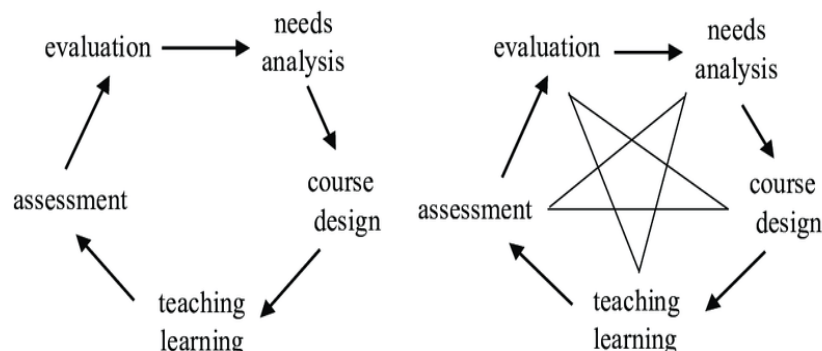 evaluation
needs
analysis
course
design
teaching
learning
assessment
evaluation
needs
analysis
course
design
teaching
learning
assessment